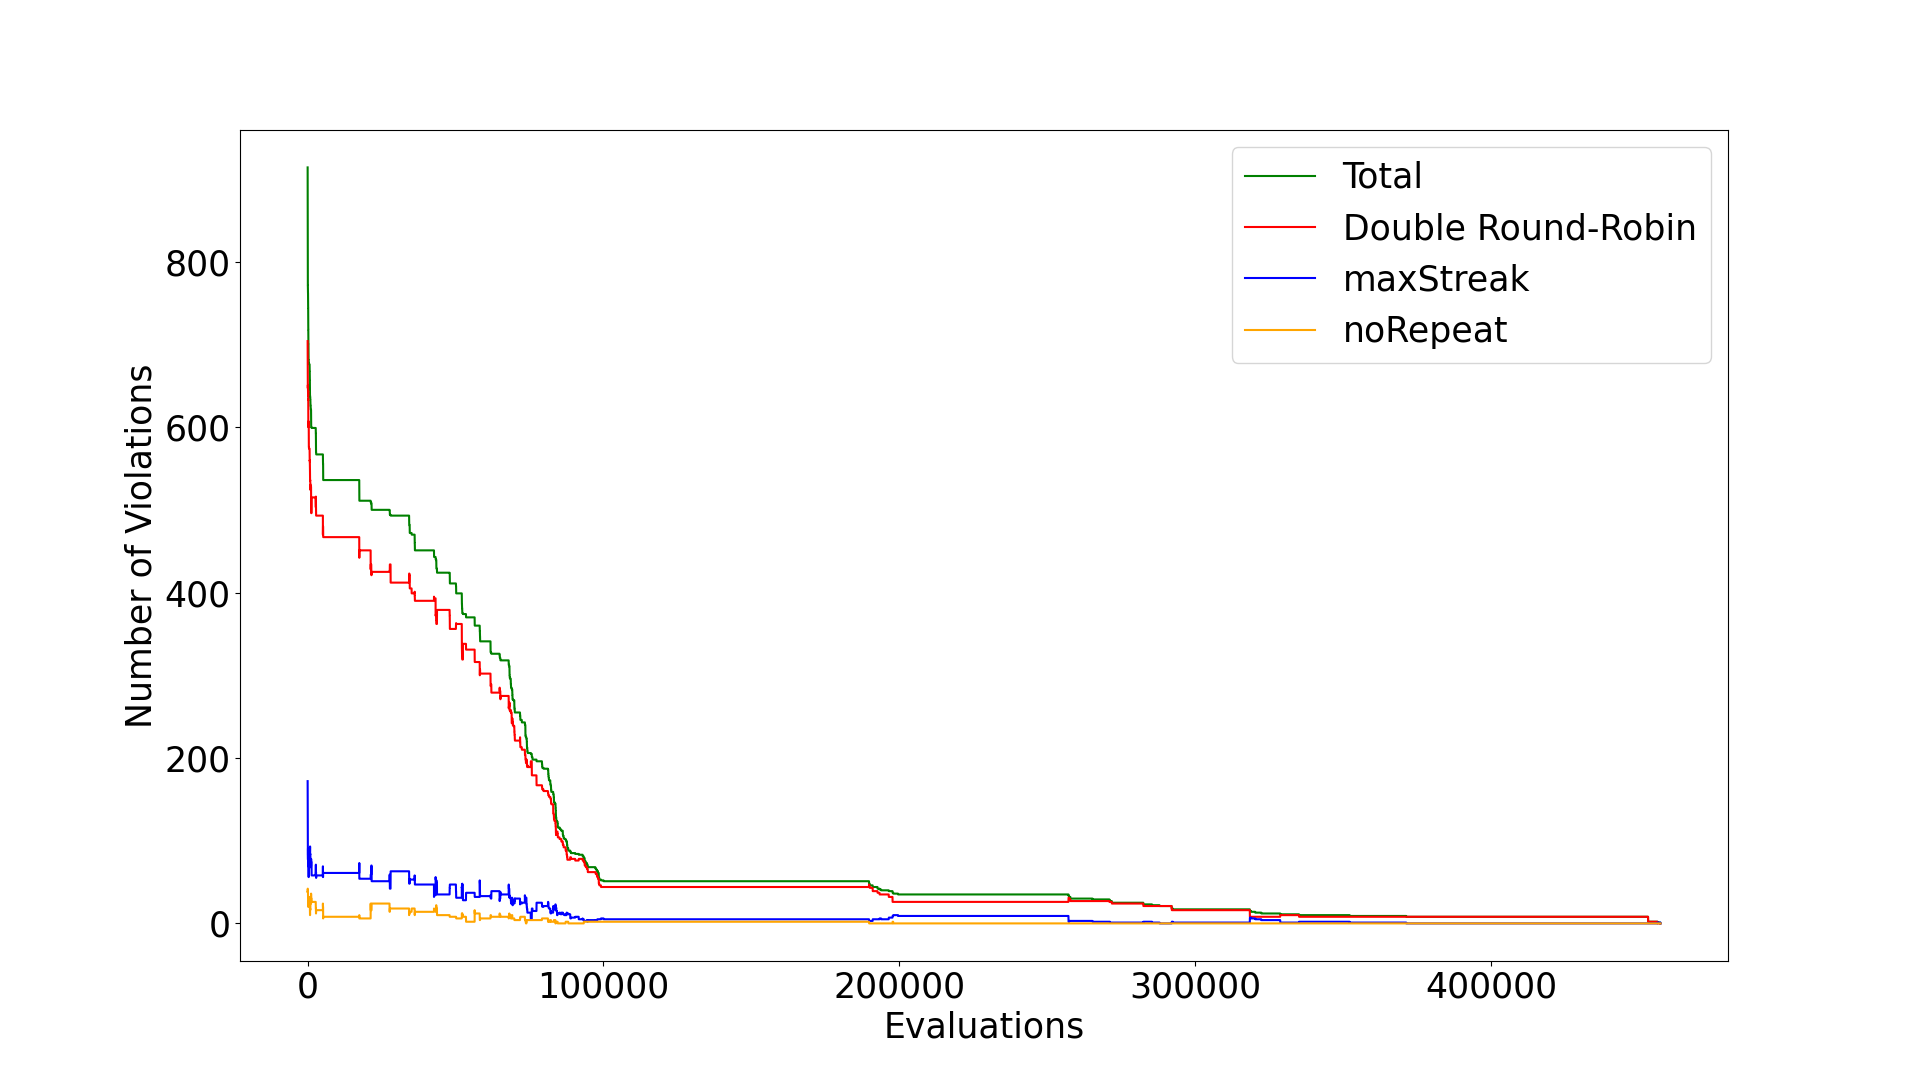 Total
Double Round-Robin
maxStreak
noRepeat
Number of Violations
800
600
400
200
0
0
100000
200000
300000
400000
Evaluations